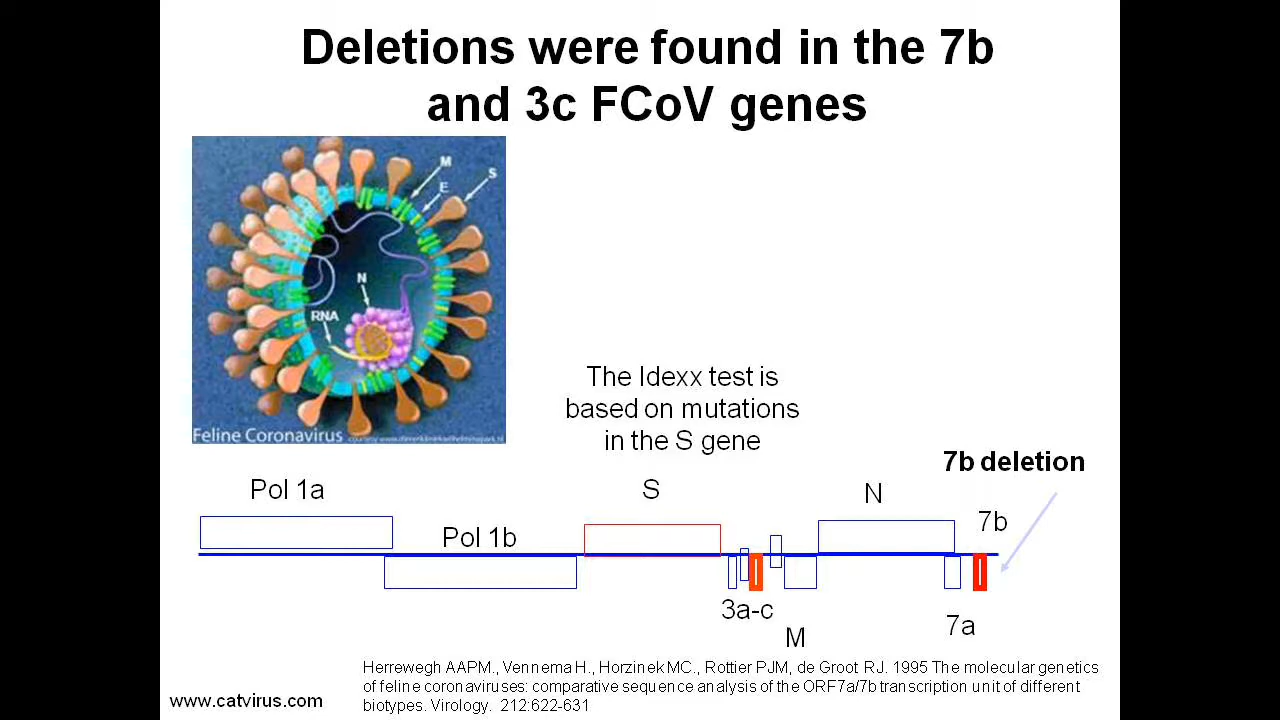 Deletions were found in the 7b
and 3c FCoV genes
M
E
S
N
RNA
Feline Coronavirus
The Idexx test is
based on mutations
in the S gene
7b deletion
Pol 1a
S
N
7b
Pol 1b
3a-c
7a
M
Herrewegh AAPM., Vennema H., Horzinek MC., Rottier PJM, de Groot RJ. 1995 The molecular genetics
of feline coronaviruses: comparative sequence analysis of the ORF7a/7b transcription unit of different
biotypes. Virology. 212:622-631
www.catvirus.com